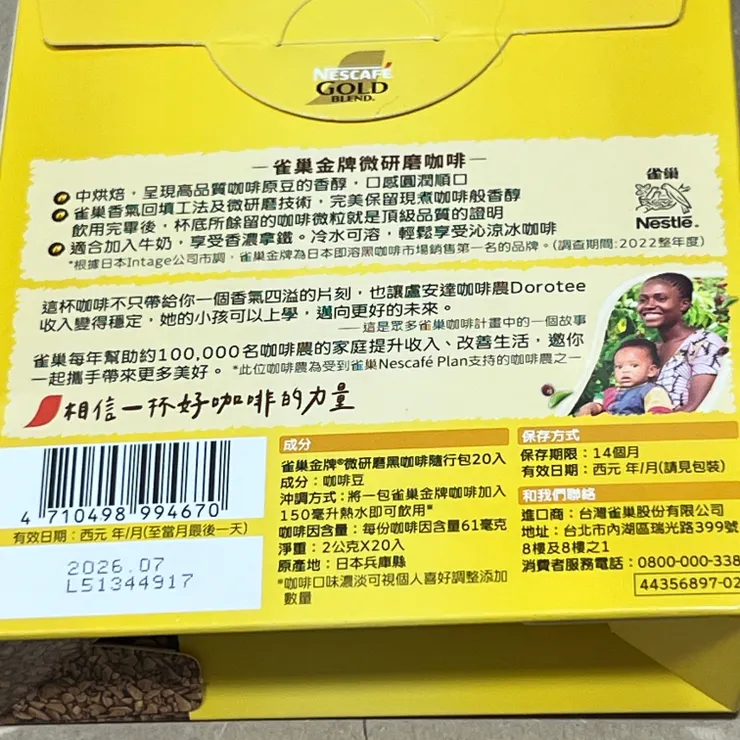 NESCAFÉ
GOLD
BLEND.
雀巢金牌微研磨咖啡
中烘焙，呈現高品質咖啡原豆的香醇，口感圓潤順口
雀巢香氣回填工法及微研磨技術，完美保留現煮咖啡般香醇
飲用完畢後，杯底所餘留的咖啡微粒就是頂級品質的證明
適合加入牛奶，享受香濃拿鐵。冷水可溶，輕鬆享受沁涼冰咖啡
*根據日本Intage公司市調，雀巢金牌為日本即溶黑咖啡市場銷售第一名的品牌。(調查期間:2022整年度)
雀巢
Nestlé®
這杯咖啡不只帶給你一個香氣四溢的片刻，也讓盧安達咖啡農Dorotee
收入變得穩定，她的小孩可以上學，邁向更好的未來。
——這是眾多雀巢咖啡計畫中的一個故事
雀巢每年幫助約100,000名咖啡農的家庭提升收入、改善生活，邀你
一起攜手帶來更多美好。 *此位咖啡農為受到雀巢Nescafé Plan支持的咖啡農之一
相信一杯好咖啡的力量
4 710498 994670
有效日期：西元 年/月(至當月最後一天)
2026.07
L51344917
成分
雀巢金牌®微研磨黑咖啡隨行包20入
成分：咖啡豆
沖調方式：將一包雀巢金牌咖啡加入
150毫升熱水即可飲用*
咖啡因含量：每份咖啡因含量61毫克
淨重：2公克X20入
原產地：日本兵庫縣
*咖啡口味濃淡可視個人喜好調整添加
數量
保存方式
保存期限：14個月
有效日期：西元 年/月(請見包裝)
和我們聯絡
進口商：台灣雀巢股份有限公司
地址：台北市內湖區瑞光路399號
8樓及8樓之1
消費者服務電話：0800-000-338
44356897-02